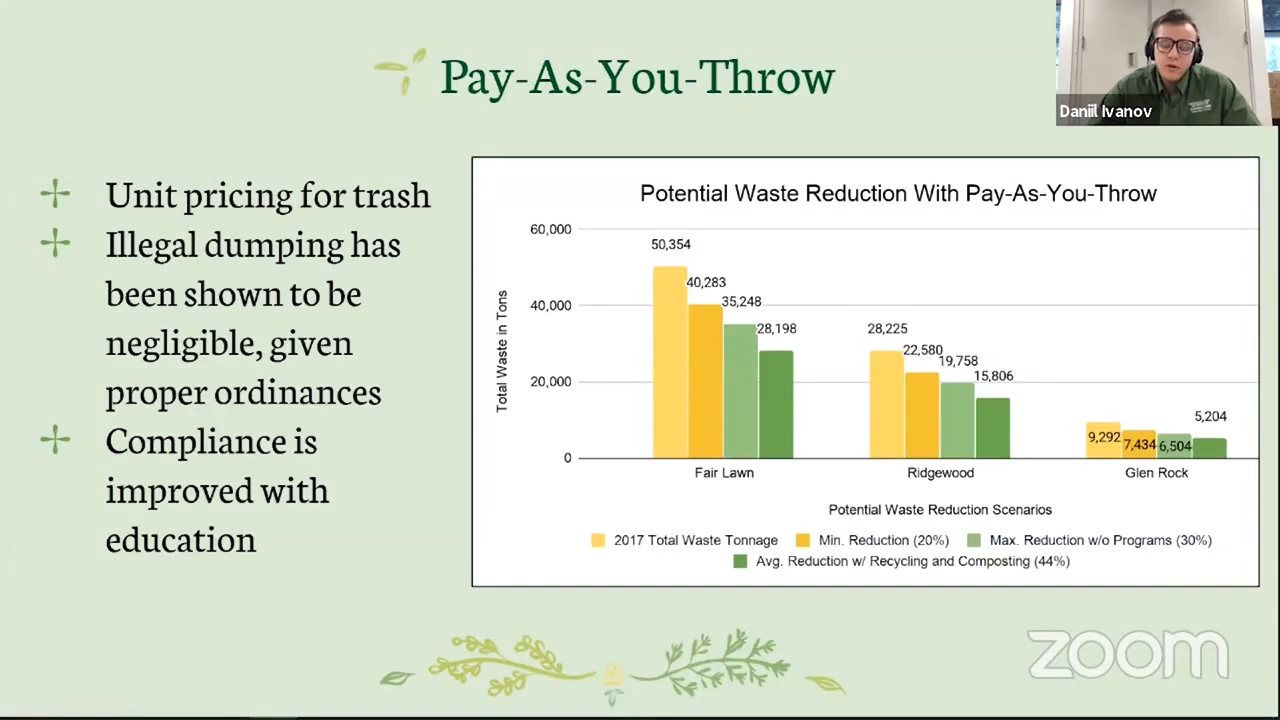 Pay-As-You-Throw
Daniil Ivanov
Unit pricing for trash
Illegal dumping has
been shown to be
negligible, given
proper ordinances
Compliance is
improved with
education
Potential Waste Reduction With Pay-As-You-Throw
Total Waste in Tons
60,000
40,000
20,000
0
50,354
40,283
35,248
28,198
28,225
22,580
19,758
15,806
9,292
7,434
6,504
5,204
Fair Lawn
Ridgewood
Glen Rock
Potential Waste Reduction Scenarios
2017 Total Waste Tonnage
Min. Reduction (20%)
Max. Reduction w/o Programs (30%)
Avg. Reduction w/ Recycling and Composting (44%)
zoom